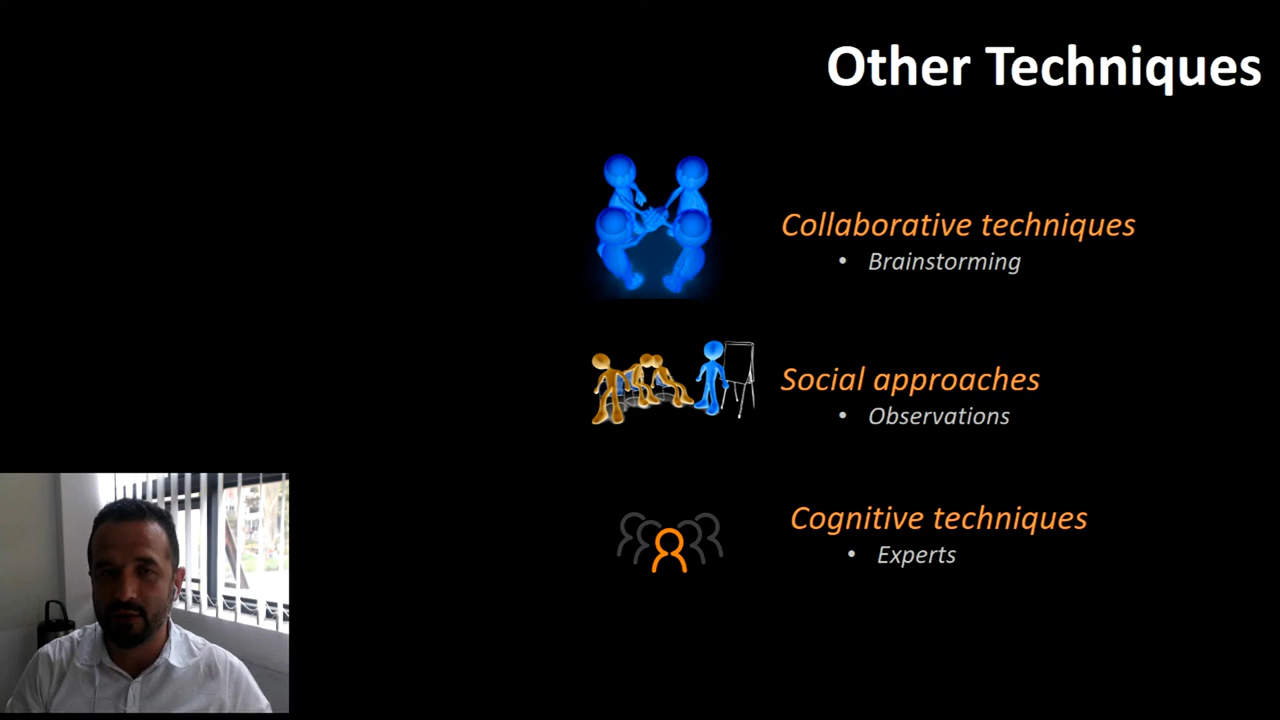 Other Techniques
Collaborative techniques
• Brainstorming
Social approaches
• Observations
Cognitive techniques
• Experts